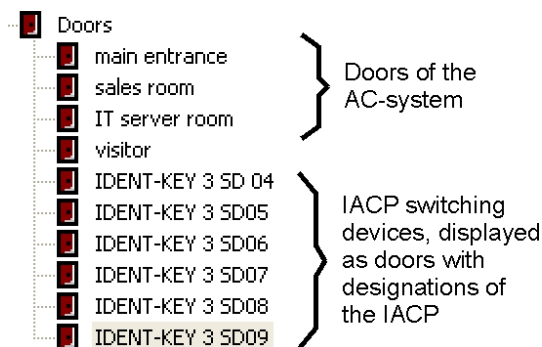 Doors
main entrance
sales room
IT server room
visitor
IDENT-KEY 3 SD 04
IDENT-KEY 3 SD05
IDENT-KEY 3 SD06
IDENT-KEY 3 SD07
IDENT-KEY 3 SD08
IDENT-KEY 3 SD09
Doors of the
AC-system
IACP switching
devices, displayed
as doors with
designations of
the IACP